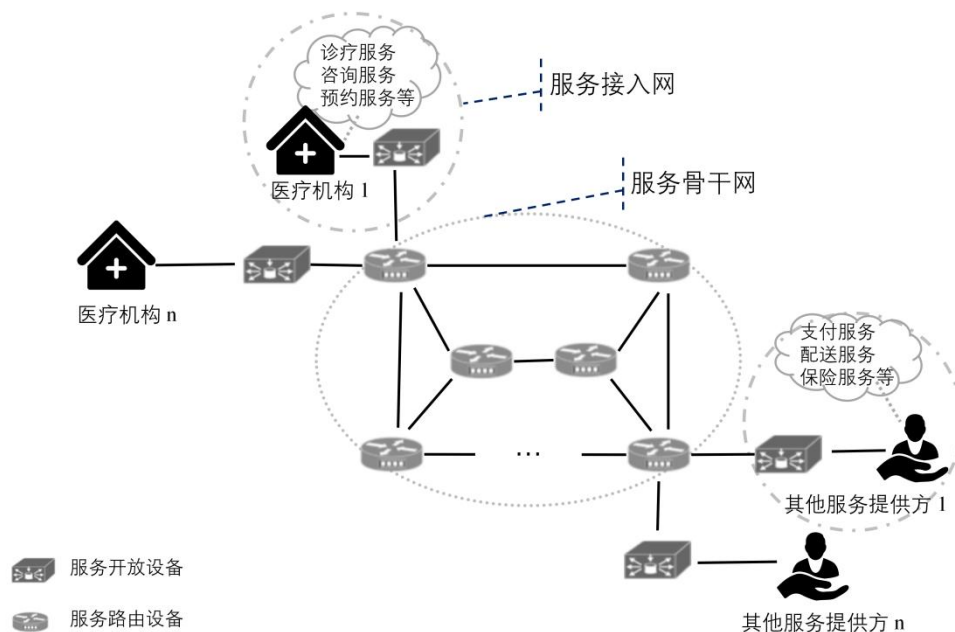 诊疗服务
咨询服务
预约服务等
服务接入网
医疗机构 1
服务骨干网
医疗机构 n
支付服务
配送服务
保险服务等
...
其他服务提供方 1
服务开放设备
服务路由设备
其他服务提供方 n